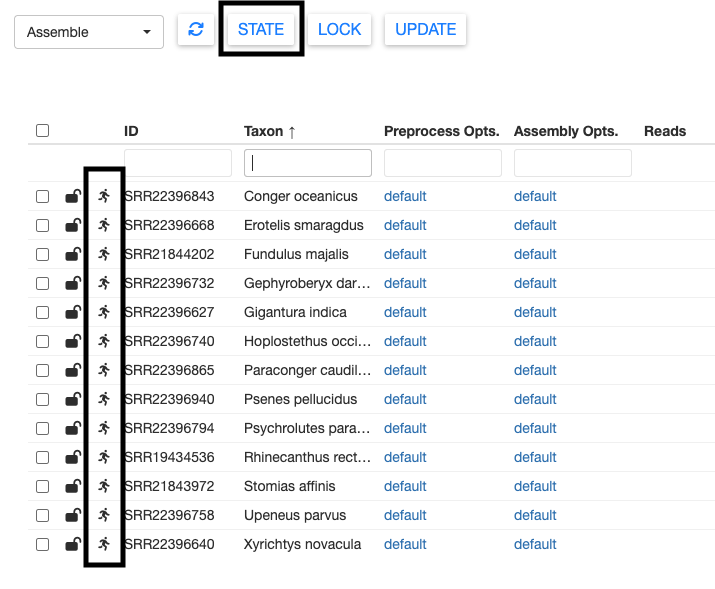 Assemble STATE LOCK UPDATE
ID Taxon ↑ Preprocess Opts. Assembly Opts. Reads
SRR22396843 Conger oceanicus default default
SRR22396668 Erotelis smaragdus default default
SRR21844202 Fundulus majalis default default
SRR22396732 Gephyroberyx dar... default default
SRR22396627 Gigantura indica default default
SRR22396740 Hoplostethus occi... default default
SRR22396865 Paraconger caudil... default default
SRR22396940 Psenes pellucidus default default
SRR22396794 Psychrolutes para... default default
SRR19434536 Rhinecanthus rect... default default
SRR21843972 Stomias affinis default default
SRR22396758 Upeneus parvus default default
SRR22396640 Xyrichtys novacula default default